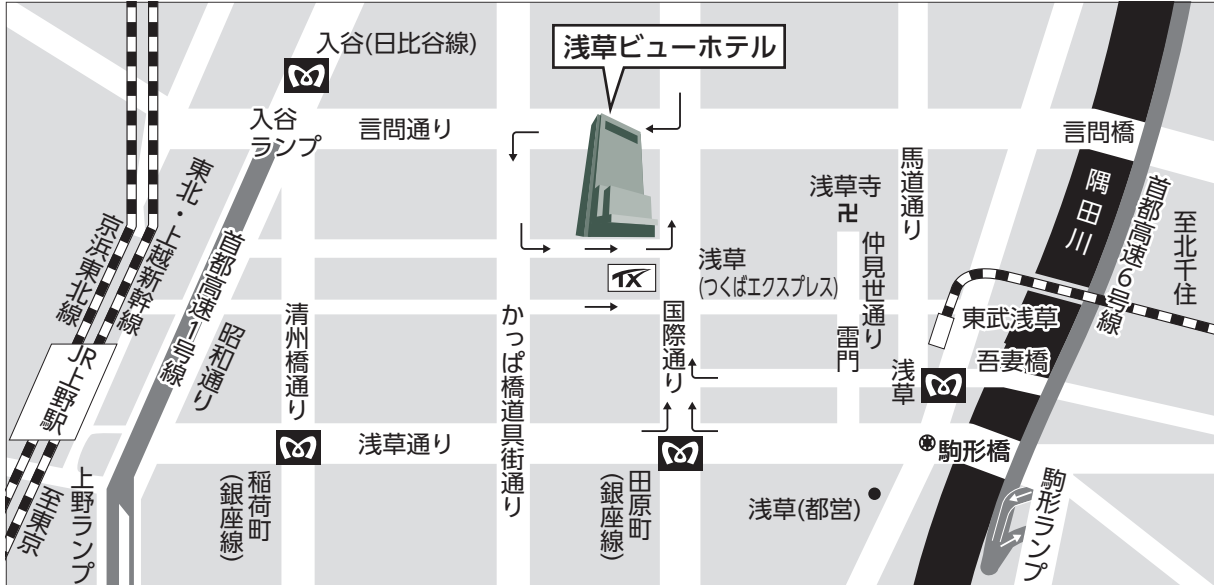 入谷(日比谷線)
浅草ビューホテル
入谷
ランプ
言問通り
言問橋
東北・上越新幹線
京浜東北線
首都高速1号線
昭和通り
清州橋通り
かっぱ橋道具街通り
TX
浅草
(つくばエクスプレス)
国際通り
浅草寺
卍
仲見世通り
雷門
馬道通り
隅田川
首都高速6号線
至北千住
東武浅草
吾妻橋
浅草
JR上野駅
浅草通り
駒形橋
上野ランプ
至東京
稲荷町
(銀座線)
田原町
(銀座線)
浅草(都営)
駒形ランプ